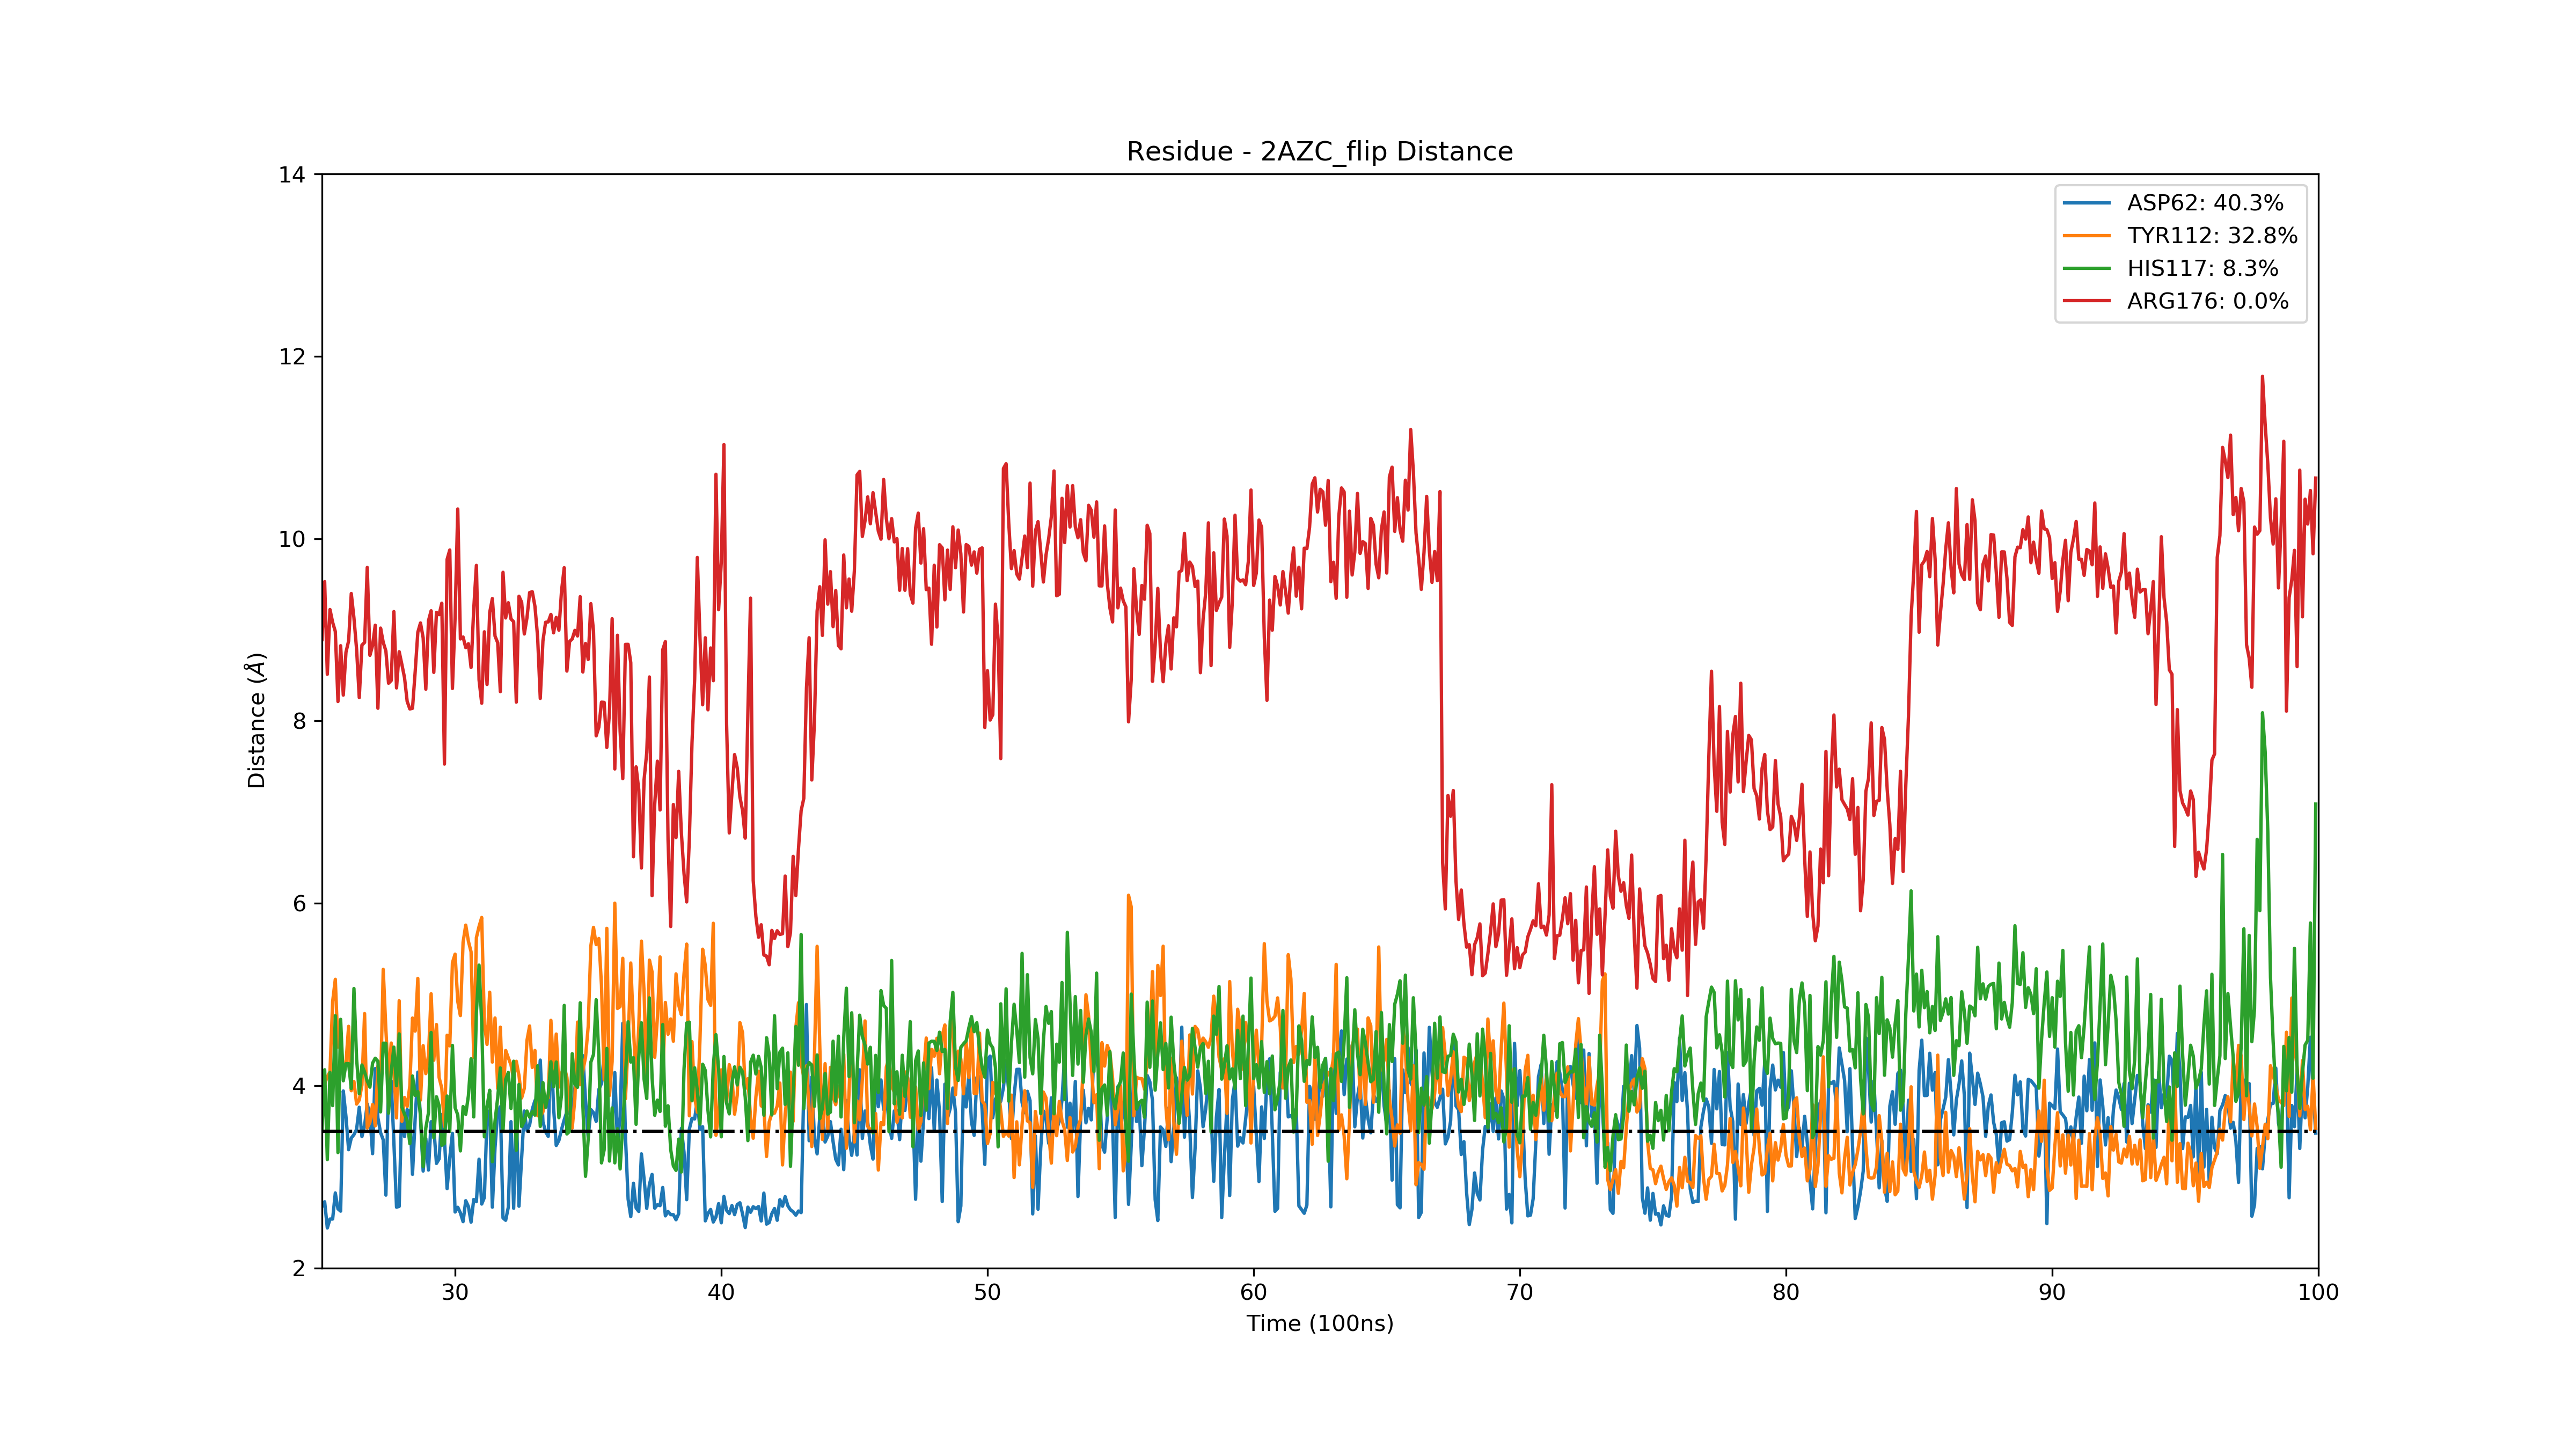 Residue - 2AZC_flip Distance
ASP62: 40.3%
TYR112: 32.8%
HIS117: 8.3%
ARG176: 0.0%
Distance (Å)
14
12
10
8
6
4
2
30 40 50 60 70 80 90 100
Time (100ns)